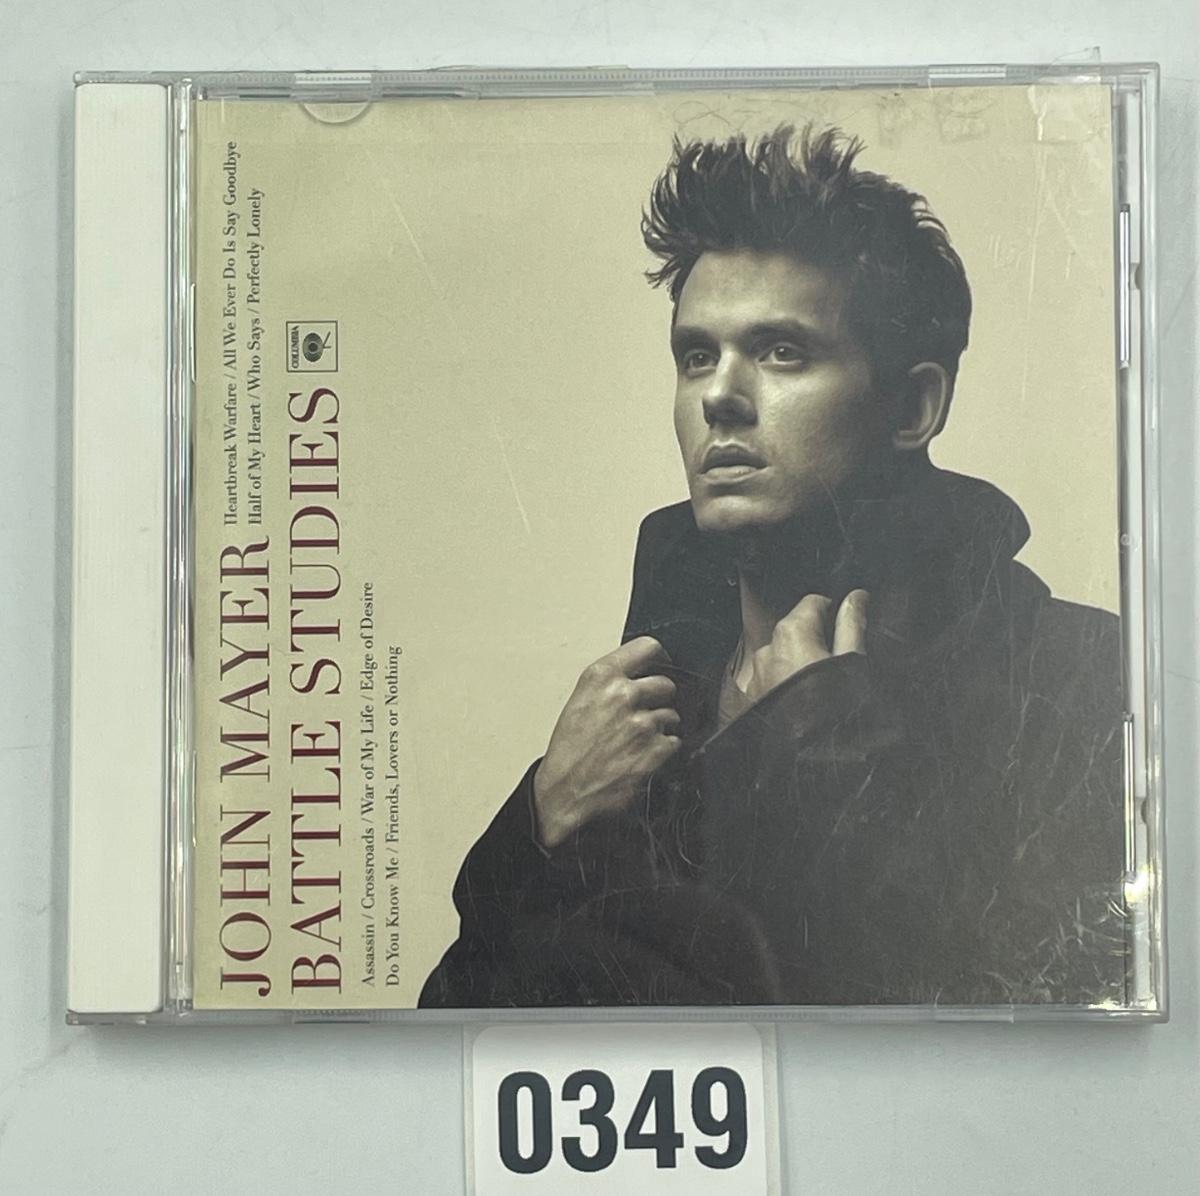 JOHN MAYER
Heartbreak Warfare / All We Ever Do Is Say Goodbye
Half of My Heart / Who Says / Perfectly Lonely
BATTLE STUDIES
COLUMBIA
Assassin / Crossroads / War of My Life / Edge of Desire
Do You Know Me / Friends, Lovers or Nothing
0349